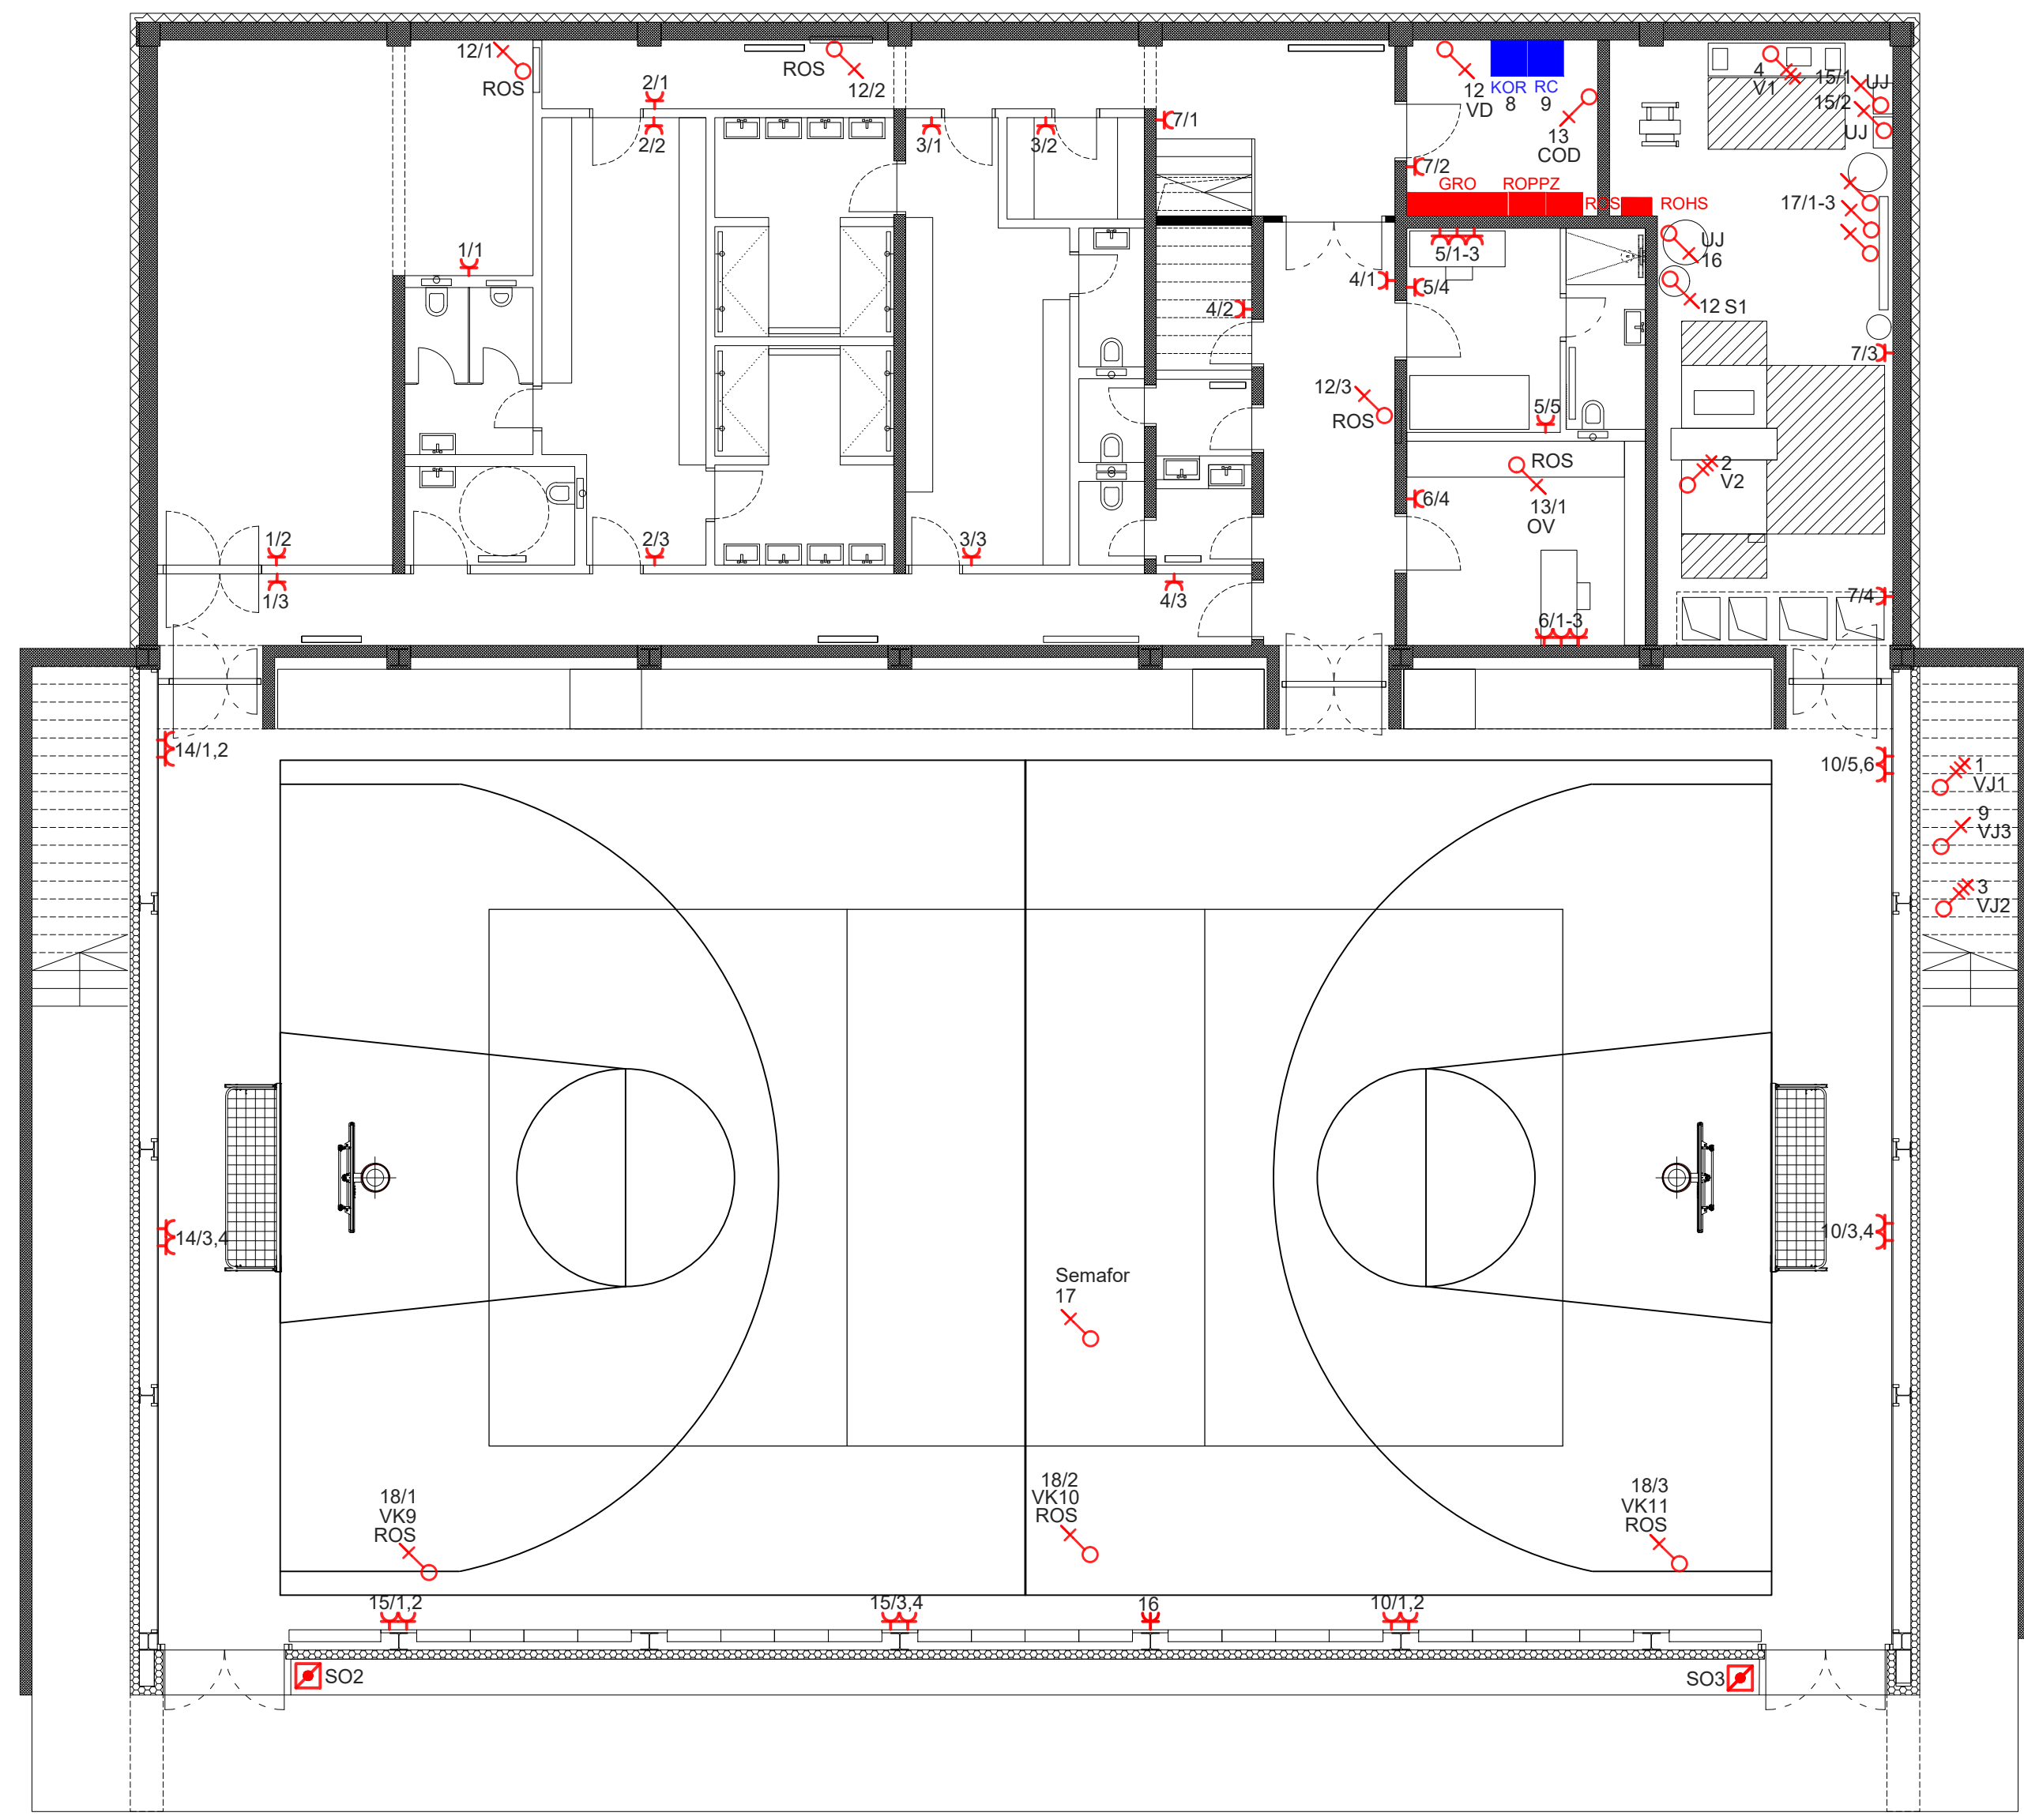 12/1
ROS
2/1
2/2
ROS
12/2
3/1
3/2
7/1
12
VD
KOR
8
RC
9
13
COD
7/2
GRO
ROPPZ
ROS
ROHS
4
V1
15/1
UJ
15/2
UJ
17/1-3
UJ
16
12
S1
1/1
4/1
4/2
5/1-3
5/4
7/3
12/3
ROS
5/5
ROS
13/1
OV
6/4
2
V2
1/2
1/3
2/3
3/3
4/3
6/1-3
7/4
14/1,2
10/5,6
1
VJ1
9
VJ3
3
VJ2
14/3,4
10/3,4
Semafor
17
18/1
VK9
ROS
18/2
VK10
ROS
18/3
VK11
ROS
15/1,2
15/3,4
16
10/1,2
SO2
SO3